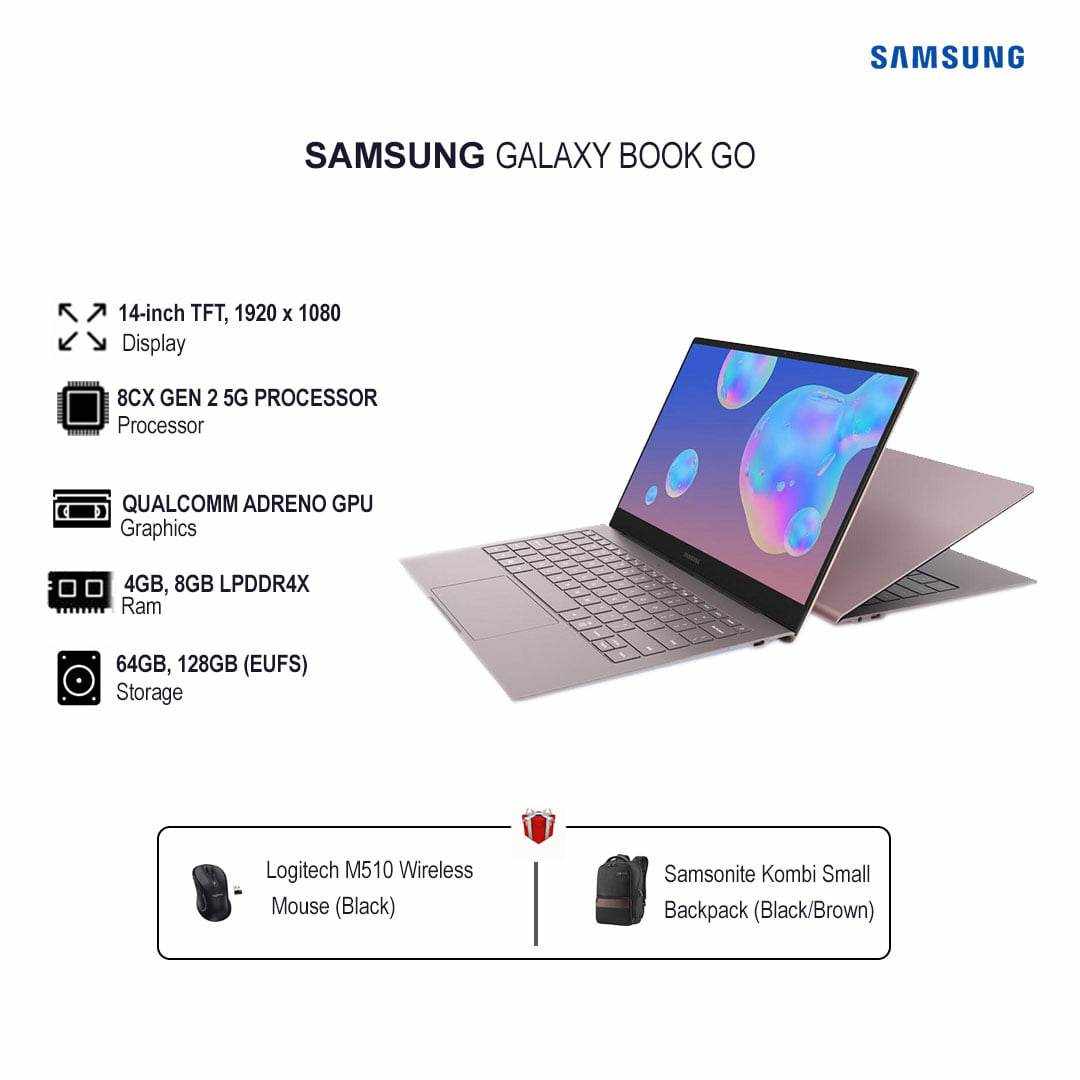 SAMSUNG
SAMSUNG GALAXY BOOK GO
14-inch TFT, 1920 x 1080
Display
8CX GEN 2 5G PROCESSOR
Processor
QUALCOMM ADRENO GPU
Graphics
4GB, 8GB LPDDR4X
Ram
64GB, 128GB (EUFS)
Storage
SAMSUNG
Logitech M510 Wireless
Mouse (Black)
Samsonite Kombi Small
Backpack (Black/Brown)